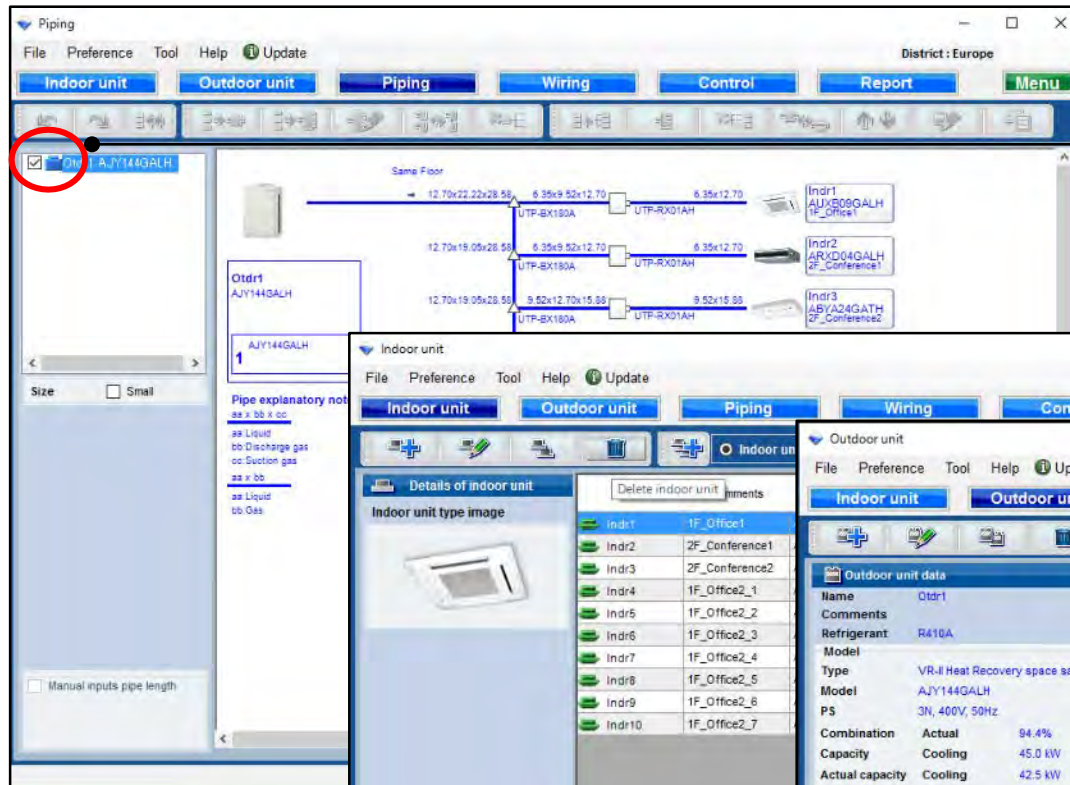 Piping
File Preference Tool Help Update District : Europe
Indoor unit Outdoor unit Piping Wiring Control Report Menu
Otdr1 AJY144GALH
Same Floor
12.70x22.22x28.58 6.35x9.52x12.70 6.35x12.70
UTP-BX180A UTP-RX01AH
Indr1
AUXB09GALH
1F_Office1
12.70x19.05x28.58 6.35x9.52x12.70 6.35x12.70
UTP-BX180A UTP-RX01AH
Indr2
ARXD04GALH
2F_Conference1
12.70x19.05x28.58 9.52x12.70x15.88 9.52x15.88
UTP-BX180A UTP-RX01AH
Indr3
ABYA24GATH
2F_Conference2
Otdr1
AJY144GALH
AJY144GALH
1
Size Small
Pipe explanatory not
aa x bb x cc
aa:Liquid
bb:Discharge gas
cc:Suction gas
aa x bb
aa:Liquid
bb:Gas
Manual inputs pipe length
Indoor unit
File Preference Tool Help Update
Indoor unit Outdoor unit Piping Wiring Con
Indoor un
Details of indoor unit
Delete indoor unit mments
Indoor unit type image
Indr1 1F_Office1
Indr2 2F_Conference1
Indr3 2F_Conference2
Indr4 1F_Office2_1
Indr5 1F_Office2_2
Indr6 1F_Office2_3
Indr7 1F_Office2_4
Indr8 1F_Office2_5
Indr9 1F_Office2_6
Indr10 1F_Office2_7
Outdoor unit
File Preference Tool Help Up
Indoor unit Outdoor un
Outdoor unit data
Name Otdr1
Comments
Refrigerant R410A
Model
Type VR-II Heat Recovery space sa
Model AJY144GALH
PS 3N, 400V, 50Hz
Combination Actual 94.4%
Capacity Cooling 45.0 kW
Actual capacity Cooling 42.5 kW